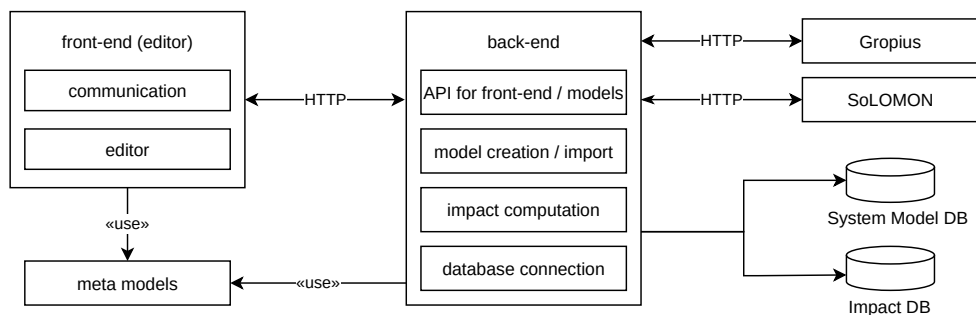 front-end (editor)
communication
editor
«use»
meta models
HTTP
«use»
back-end
API for front-end / models
model creation / import
impact computation
database connection
HTTP
HTTP
Gropius
SoLOMON
System Model DB
Impact DB